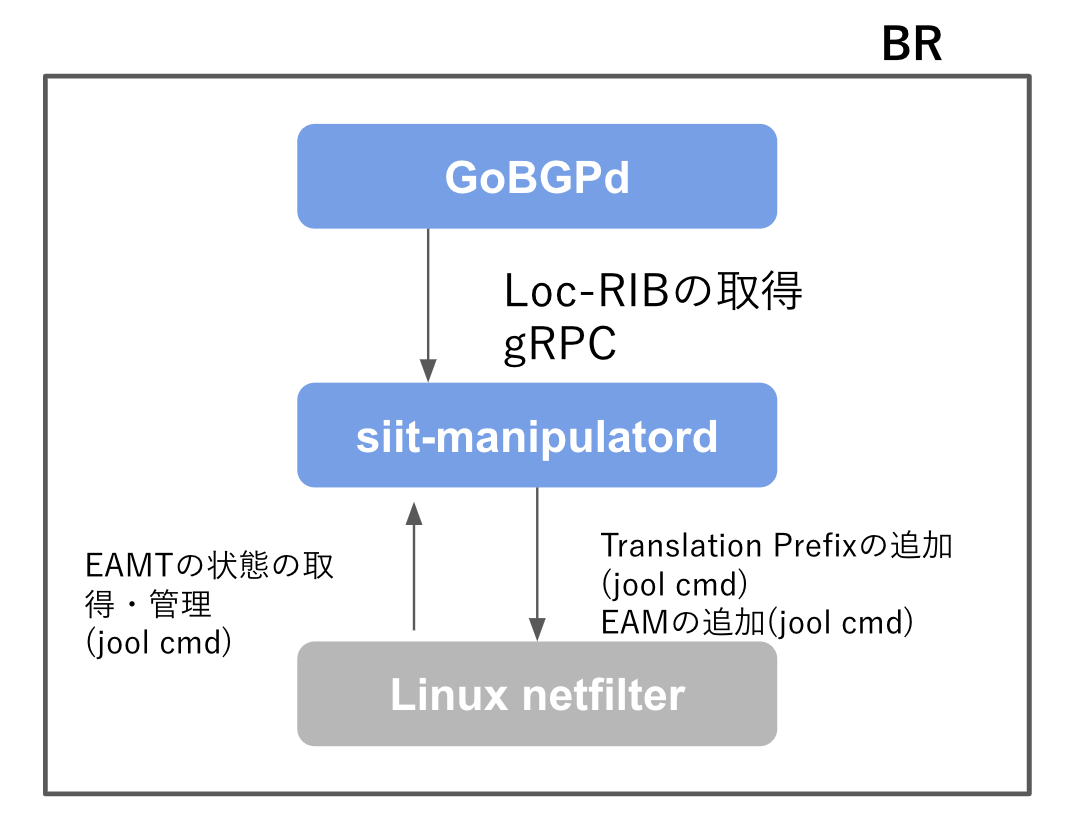 BR
GoBGPd
Loc-RIBの取得
gRPC
siit-manipulatord
EAMTの状態の取
得・管理
(jool cmd)
Translation Prefixの追加
(jool cmd)
EAMの追加(jool cmd)
Linux netfilter